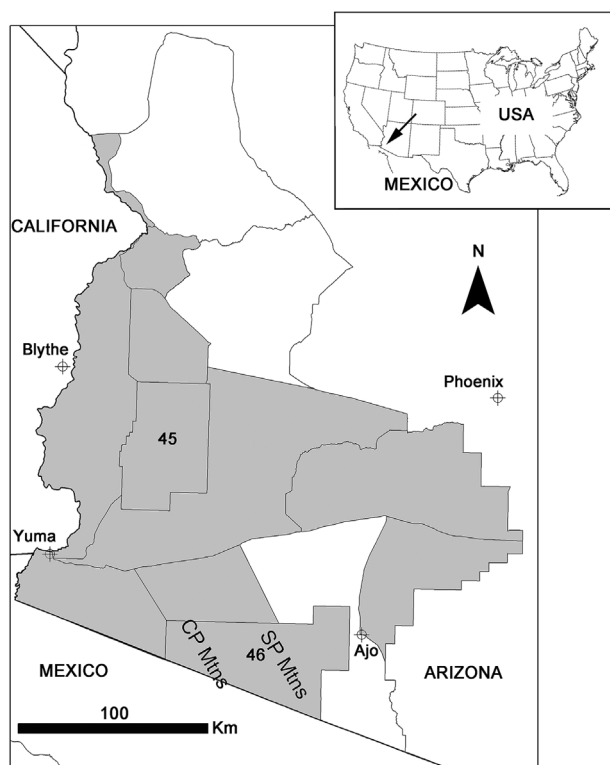 USA
MEXICO
CALIFORNIA
N
Blythe
Phoenix
45
Yuma
CP Mtns
46
SP Mtns
Ajo
MEXICO
ARIZONA
100
Km